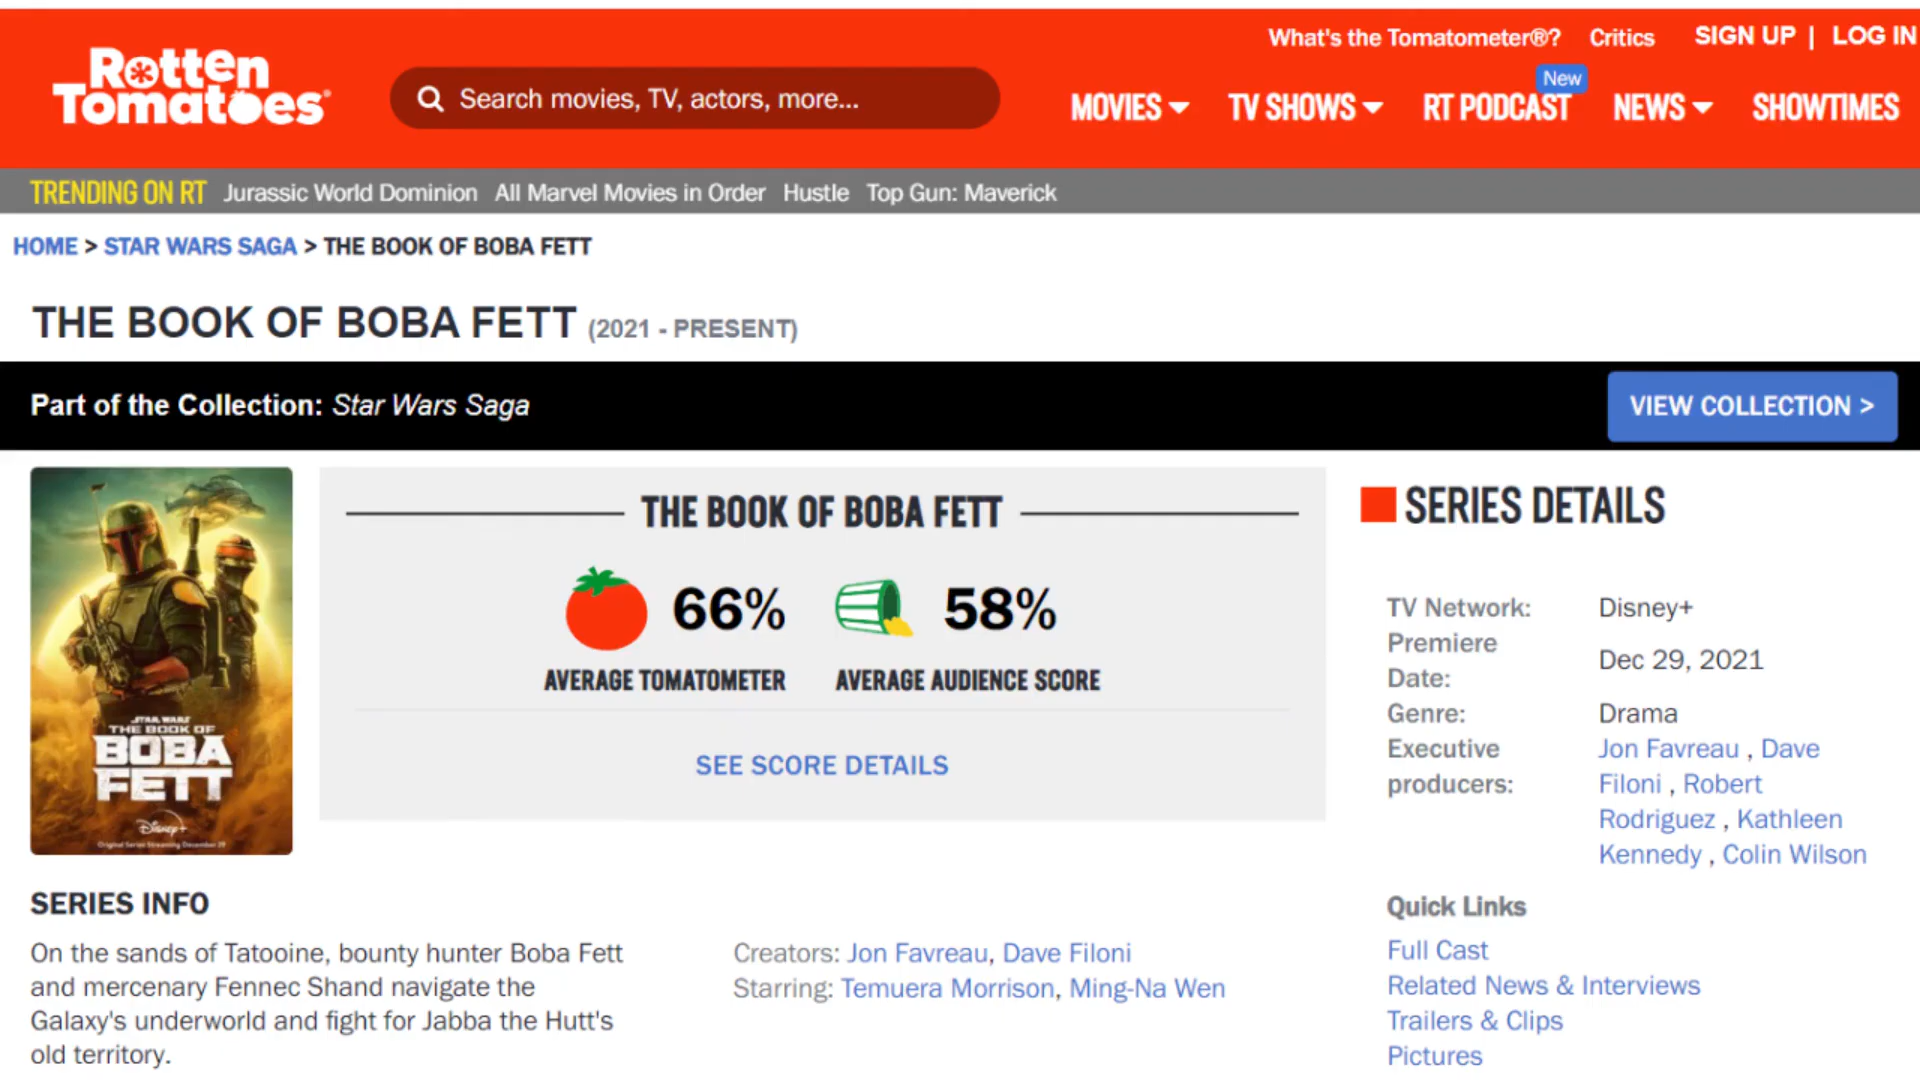 What's the Tomatometer®? Critics SIGN UP | LOG IN
Rotten
Tomatoes®
Search movies, TV, actors, more...
New
MOVIES TV SHOWS RT PODCAST NEWS SHOWTIMES
TRENDING ON RT Jurassic World Dominion All Marvel Movies in Order Hustle Top Gun: Maverick
HOME > STAR WARS SAGA > THE BOOK OF BOBA FETT
THE BOOK OF BOBA FETT (2021 - PRESENT)
Part of the Collection: Star Wars Saga
VIEW COLLECTION >
STAR WARS
THE BOOK OF
BOBA
FETT
Disney+
Original Series Streaming December 29
THE BOOK OF BOBA FETT
66% 58%
AVERAGE TOMATOMETER AVERAGE AUDIENCE SCORE
SEE SCORE DETAILS
SERIES DETAILS
TV Network: Disney+
Premiere
Date: Dec 29, 2021
Genre: Drama
Executive Jon Favreau , Dave
producers: Filoni , Robert
Rodriguez , Kathleen
Kennedy , Colin Wilson
SERIES INFO
On the sands of Tatooine, bounty hunter Boba Fett
and mercenary Fennec Shand navigate the
Galaxy's underworld and fight for Jabba the Hutt's
old territory.
Creators: Jon Favreau, Dave Filoni
Starring: Temuera Morrison, Ming-Na Wen
Quick Links
Full Cast
Related News & Interviews
Trailers & Clips
Pictures